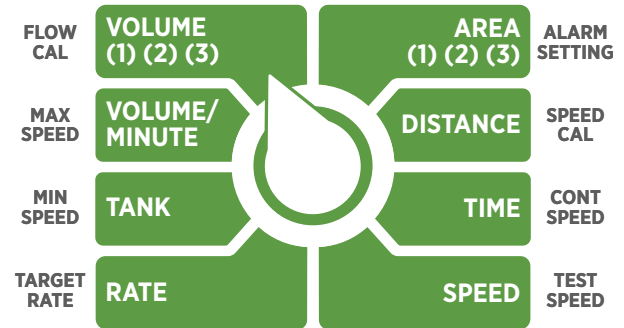 FLOW
CAL
VOLUME
(1) (2) (3)
AREA
(1) (2) (3)
ALARM
SETTING
MAX
SPEED
VOLUME/
MINUTE
DISTANCE
SPEED
CAL
MIN
SPEED
TANK
TIME
CONT
SPEED
TARGET
RATE
RATE
SPEED
TEST
SPEED